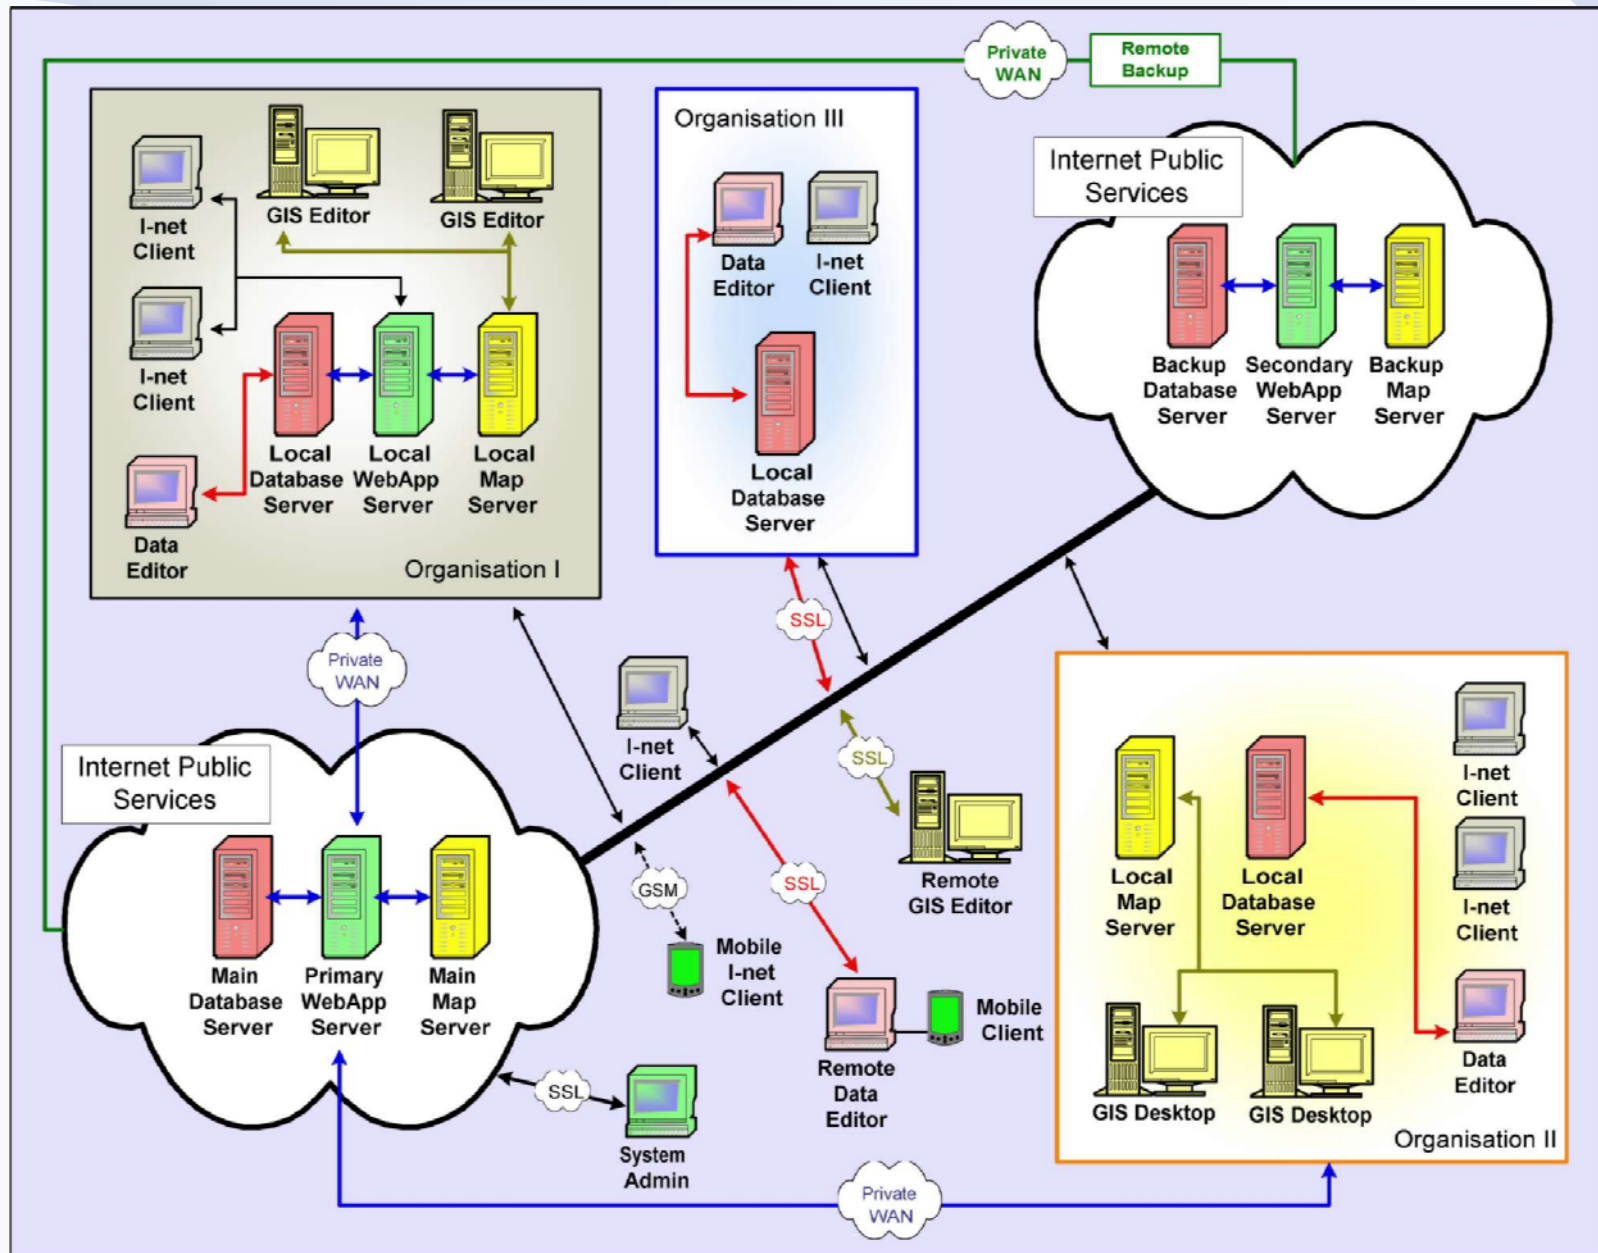 Private
WAN
Remote
Backup
Organisation III
Internet Public
Services
I-net
Client
GIS Editor
GIS Editor
I-net
Client
Data
Editor
Local
Database
Server
Local
WebApp
Server
Local
Map
Server
Organisation I
Data
Editor
I-net
Client
Local
Database
Server
Backup
Database
Server
Secondary
WebApp
Server
Backup
Map
Server
SSL
Private
WAN
I-net
Client
SSL
Internet Public
Services
Main
Database
Server
Primary
WebApp
Server
Main
Map
Server
GSM
SSL
Mobile
I-net
Client
Remote
GIS Editor
Remote
Data
Editor
Mobile
Client
SSL
System
Admin
Private
WAN
Local
Map
Server
Local
Database
Server
I-net
Client
I-net
Client
Data
Editor
GIS Desktop
GIS Desktop
Organisation II